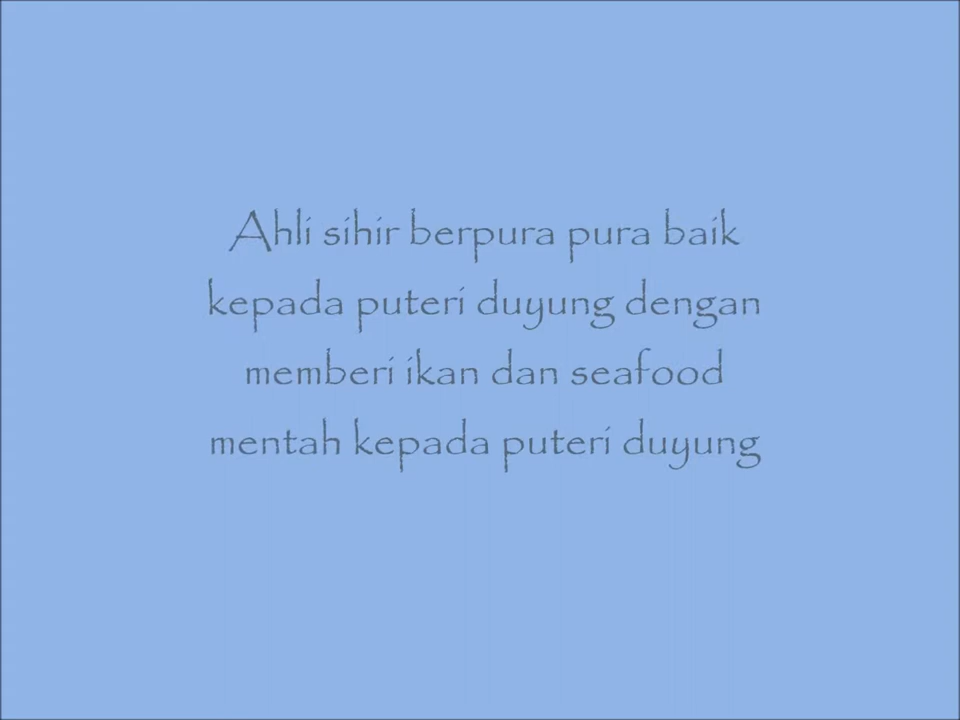 Ahli sihir berpura pura baik
kepada puteri duyung dengan
memberi ikan dan seafood
mentah kepada puteri duyung